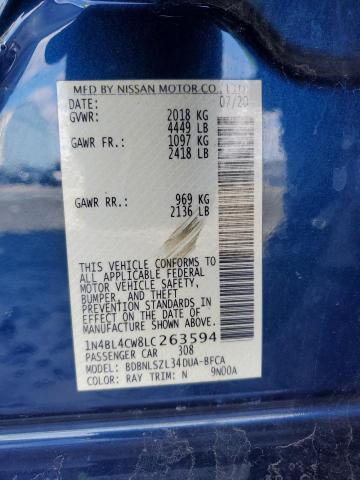 MFD BY NISSAN MOTOR CO., LTD.
DATE: 07/20
GVWR: 2018 KG
4449 LB
GAWR FR.: 1097 KG
2418 LB
GAWR RR.: 969 KG
2136 LB
THIS VEHICLE CONFORMS TO
ALL APPLICABLE FEDERAL
MOTOR VEHICLE SAFETY,
BUMPER, AND THEFT
PREVENTION STANDARDS IN
EFFECT ON THE DATE OF
MANUFACTURE SHOWN ABOVE.
1N4BL4CW8LC263594
PASSENGER CAR 308
MODEL: BDBNLSZL34DUA-BFCA
COLOR: RAY TRIM: N 9N00A